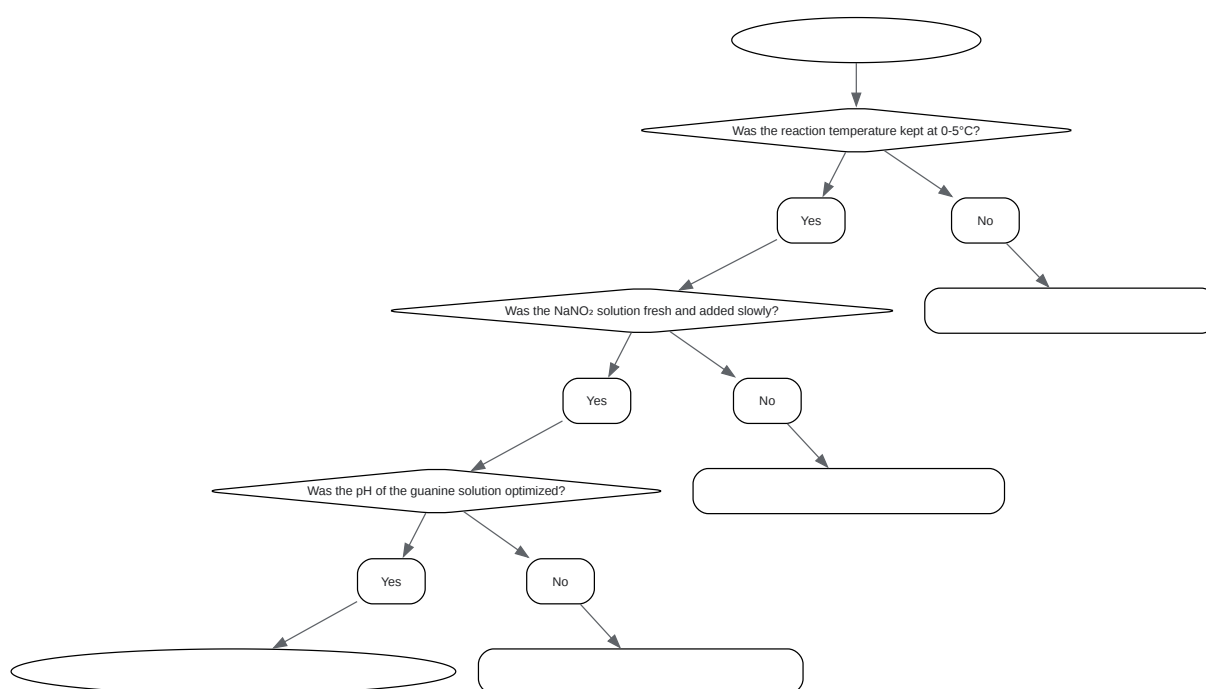 Was the reaction temperature kept at 0-5°C?
Yes
No
Was the NaNO₂ solution fresh and added slowly?
Yes
No
Was the pH of the guanine solution optimized?
Yes
No